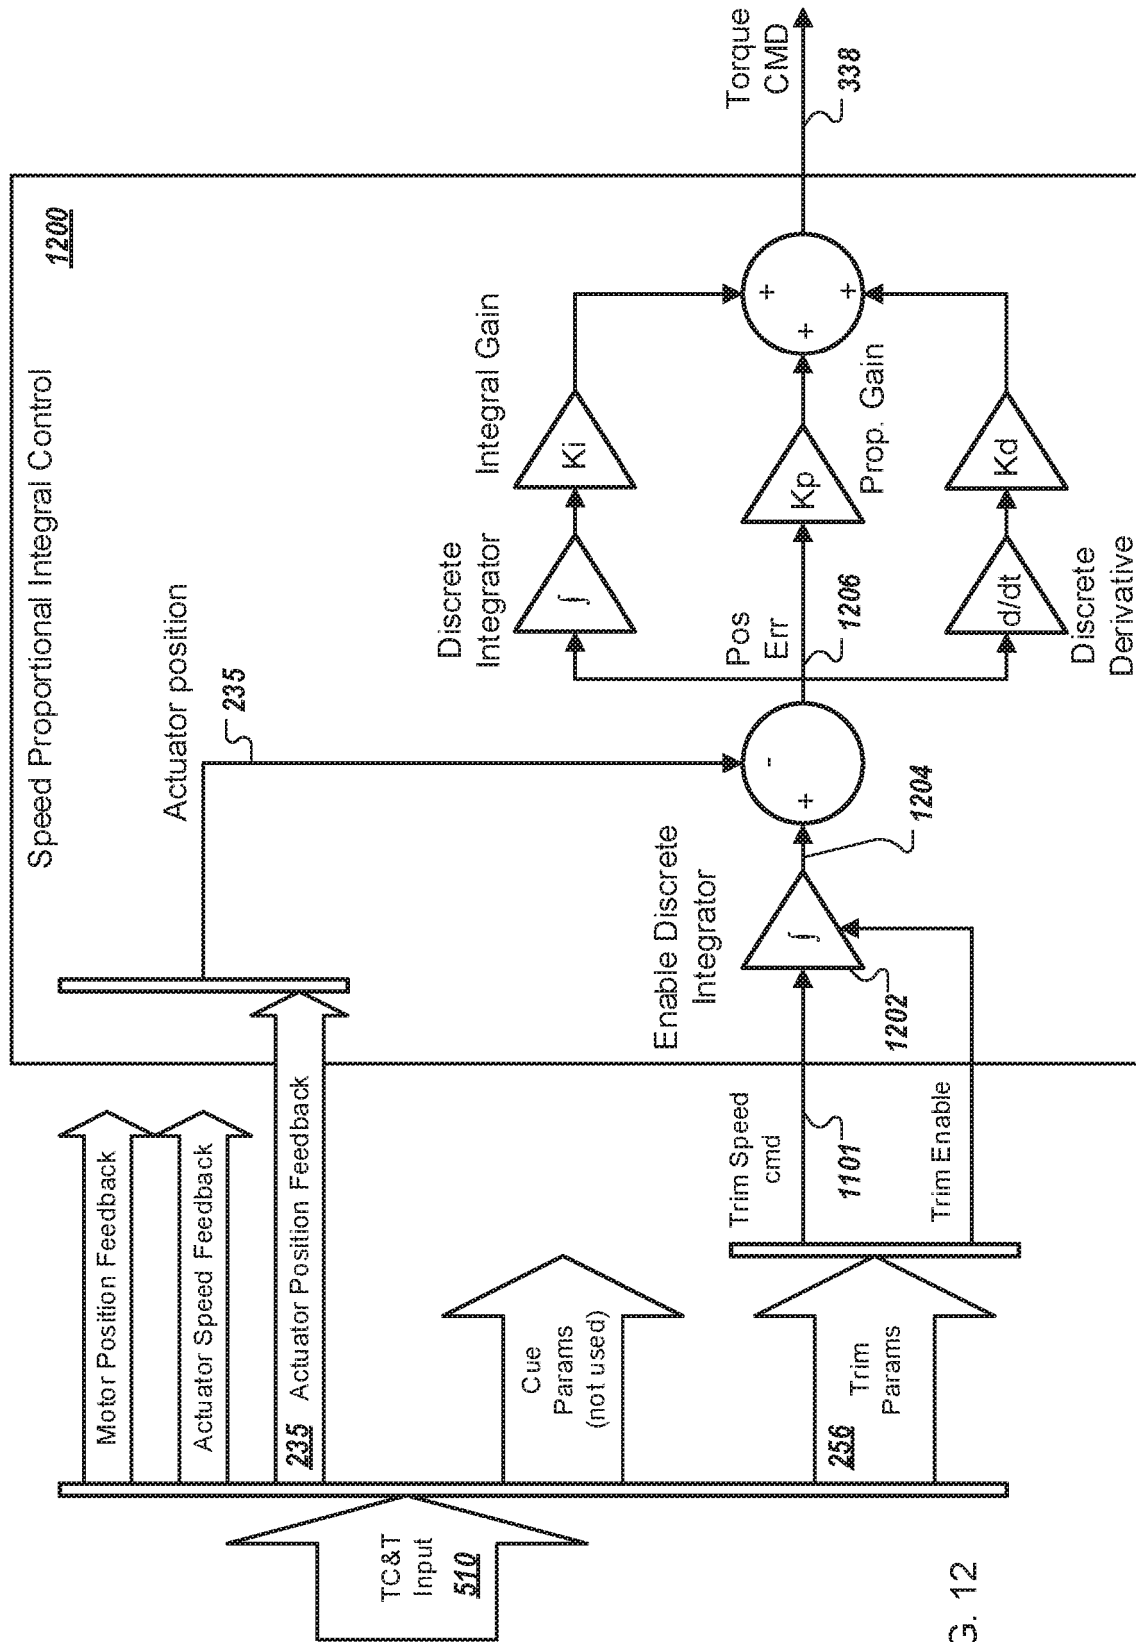 Speed Proportional Integral Control
1200
Motor Position Feedback
Actuator Speed Feedback
235 Actuator Position Feedback
Actuator position
235
Discrete
Integrator
∫
Integral Gain
Ki
Torque
CMD
338
TC&T
Input
510
Cue
Params
(not used)
256
Trim
Params
Trim Speed
cmd
1101
Trim Enable
Enable Discrete
Integrator
∫
1202
1204
+
-
Pos
Err
1206
Kp
Prop. Gain
+
+
+
d/dt
Discrete
Derivative
Kd
G. 12